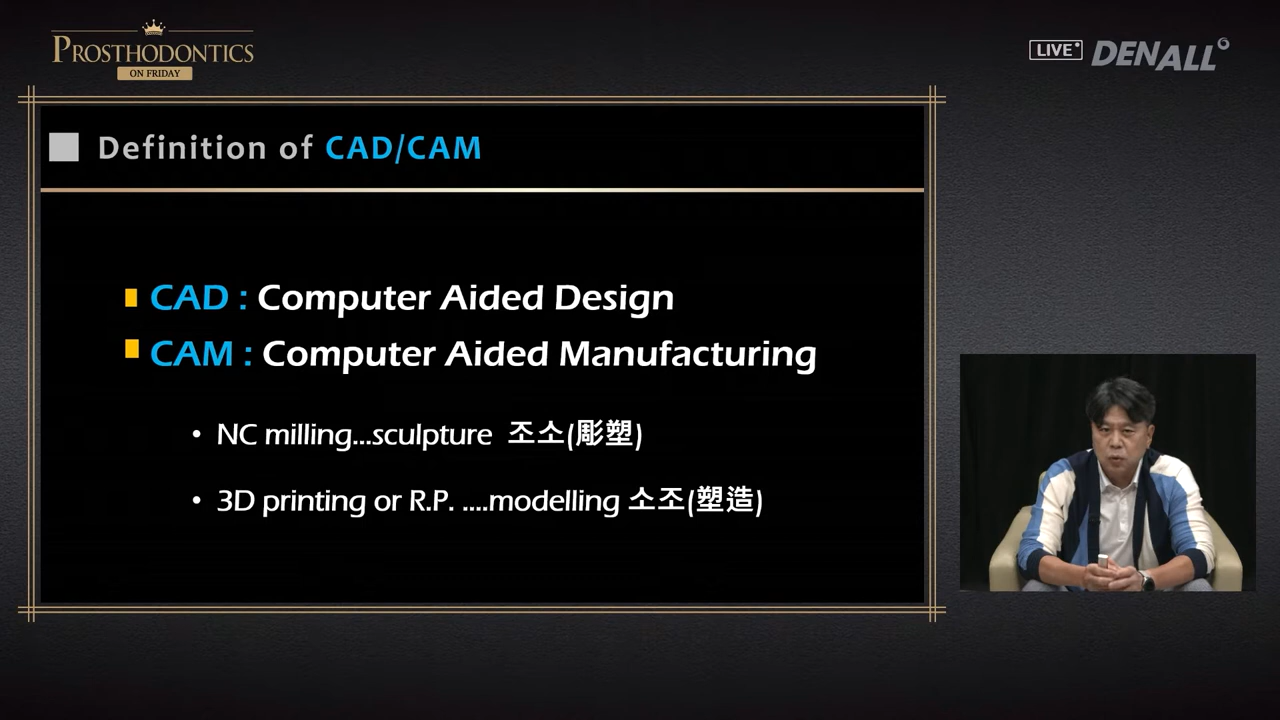 PROSTHODONTICS
ON FRIDAY
LIVE
DENALL
Definition of CAD/CAM
CAD : Computer Aided Design
CAM : Computer Aided Manufacturing
• NC milling...sculpture 조소(彫塑)
• 3D printing or R.P. ....modelling 소조(塑造)